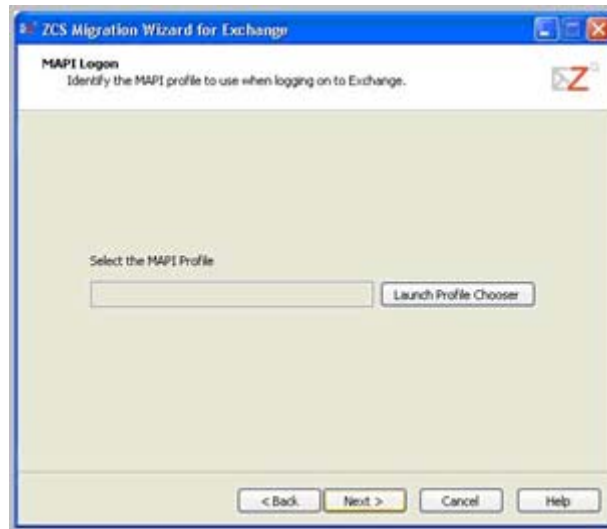 ZCS Migration Wizard for Exchange
MAPI Logon
Identify the MAPI profile to use when logging on to Exchange.
Z
Select the MAPI Profile
Launch Profile Chooser
< Back Next > Cancel Help